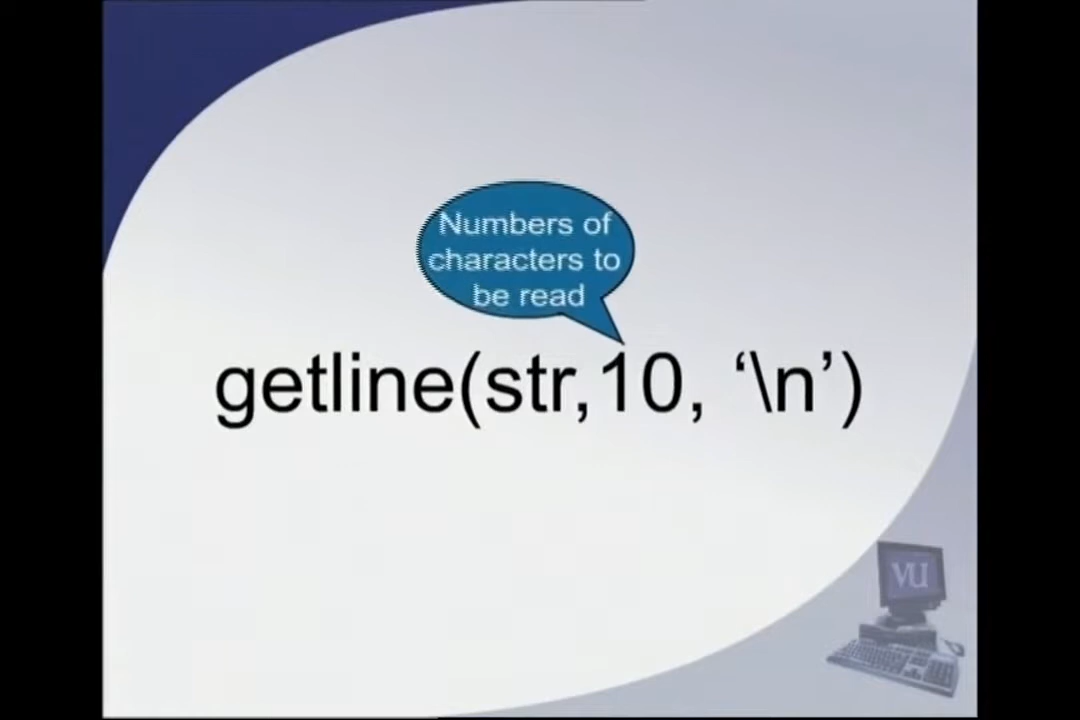 Numbers of
characters to
be read
getline(str,10, ‘\n’)
VU